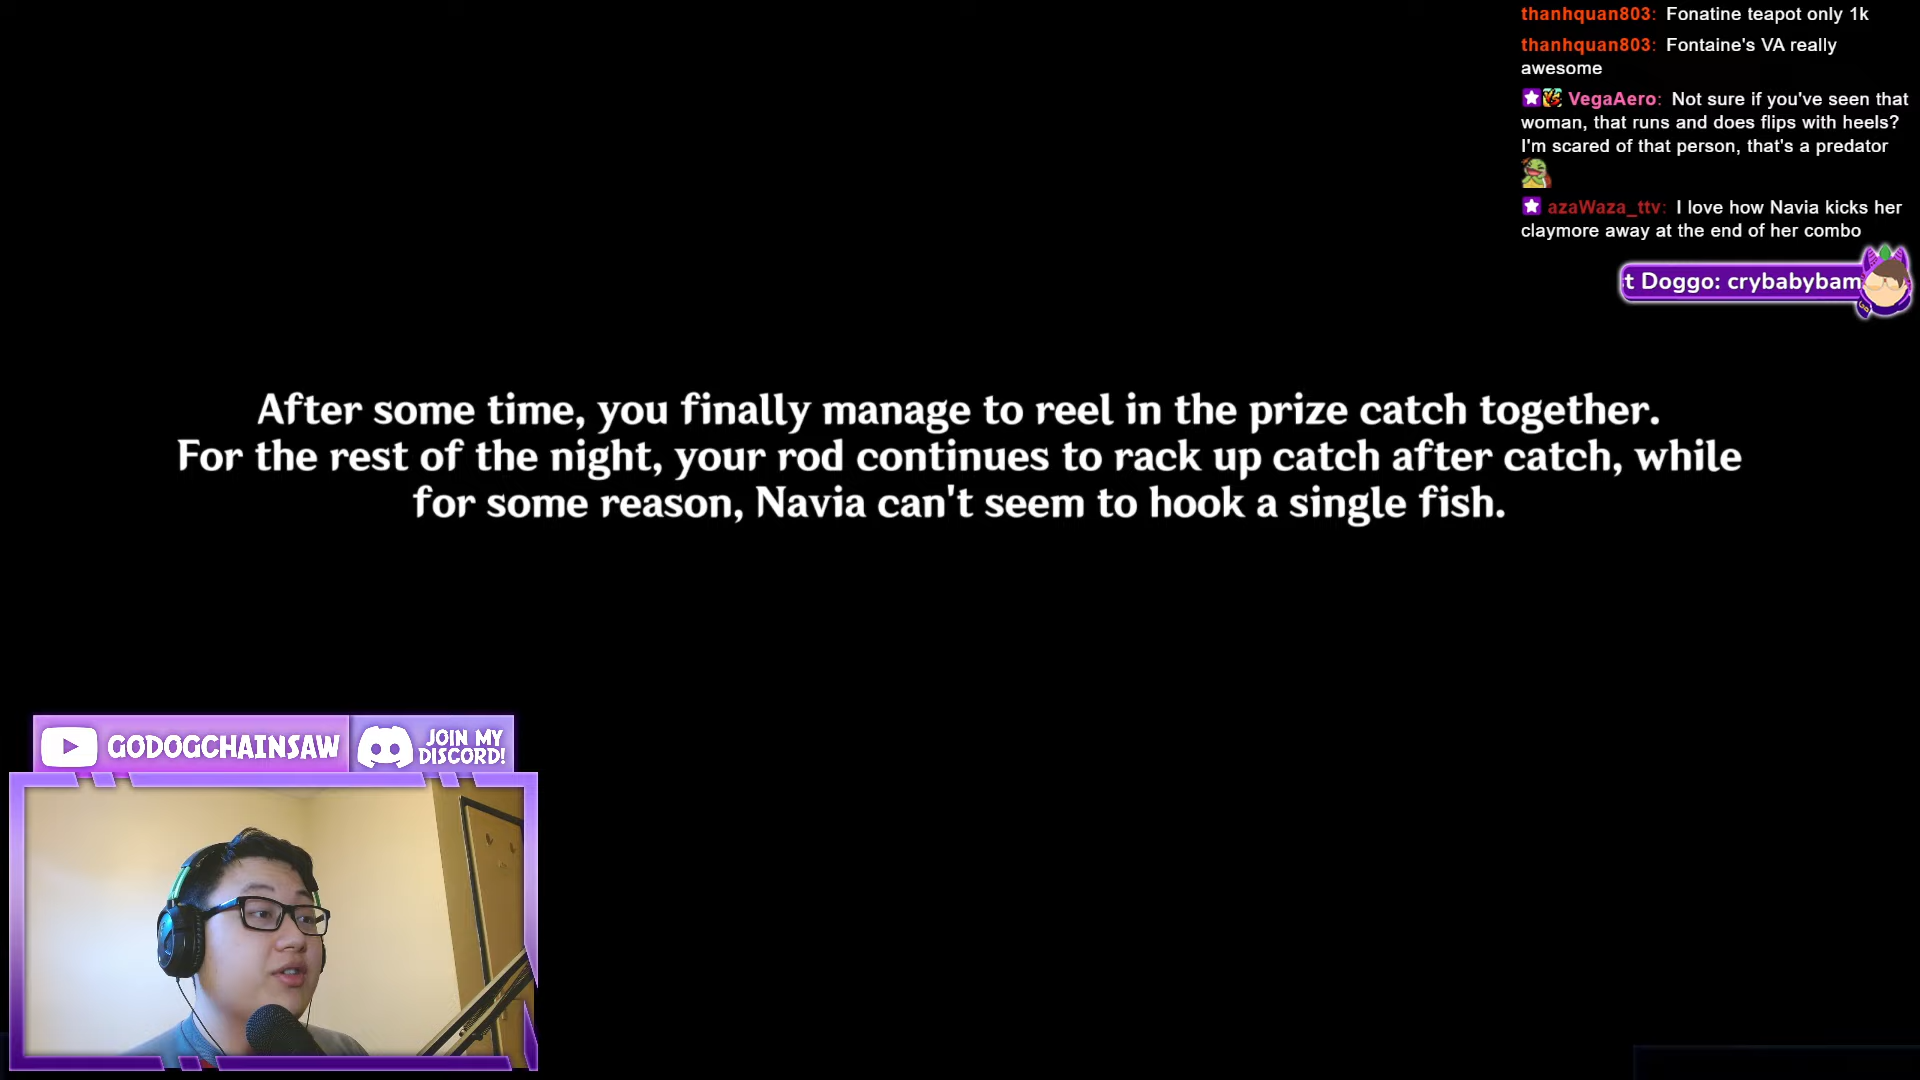 thanhquan803: Fonatine teapot only 1k
thanhquan803: Fontaine's VA really
awesome
VegaAero: Not sure if you've seen that
woman, that runs and does flips with heels?
I'm scared of that person, that's a predator
azaWaza_ttv: I love how Navia kicks her
claymore away at the end of her combo
t Doggo: crybabybam
After some time, you finally manage to reel in the prize catch together.
For the rest of the night, your rod continues to rack up catch after catch, while
for some reason, Navia can't seem to hook a single fish.
GODOGCHAINSAW
JOIN MY
DISCORD!